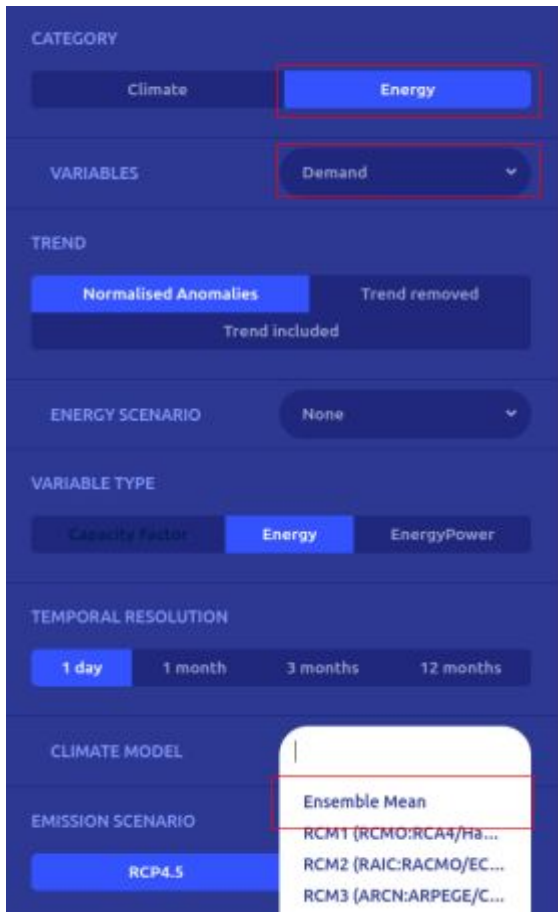 CATEGORY
Climate Energy
VARIABLES Demand
TREND
Normalised Anomalies Trend removed
Trend included
ENERGY SCENARIO None
VARIABLE TYPE
Capacity Factor Energy EnergyPower
TEMPORAL RESOLUTION
1 day 1 month 3 months 12 months
CLIMATE MODEL
Ensemble Mean
EMISSION SCENARIO
RCM1 (RCMO:RCA4/Ha...
RCP4.5
RCM2 (RAIC:RACMO/EC...
RCM3 (ARCN:ARPEGE/C...